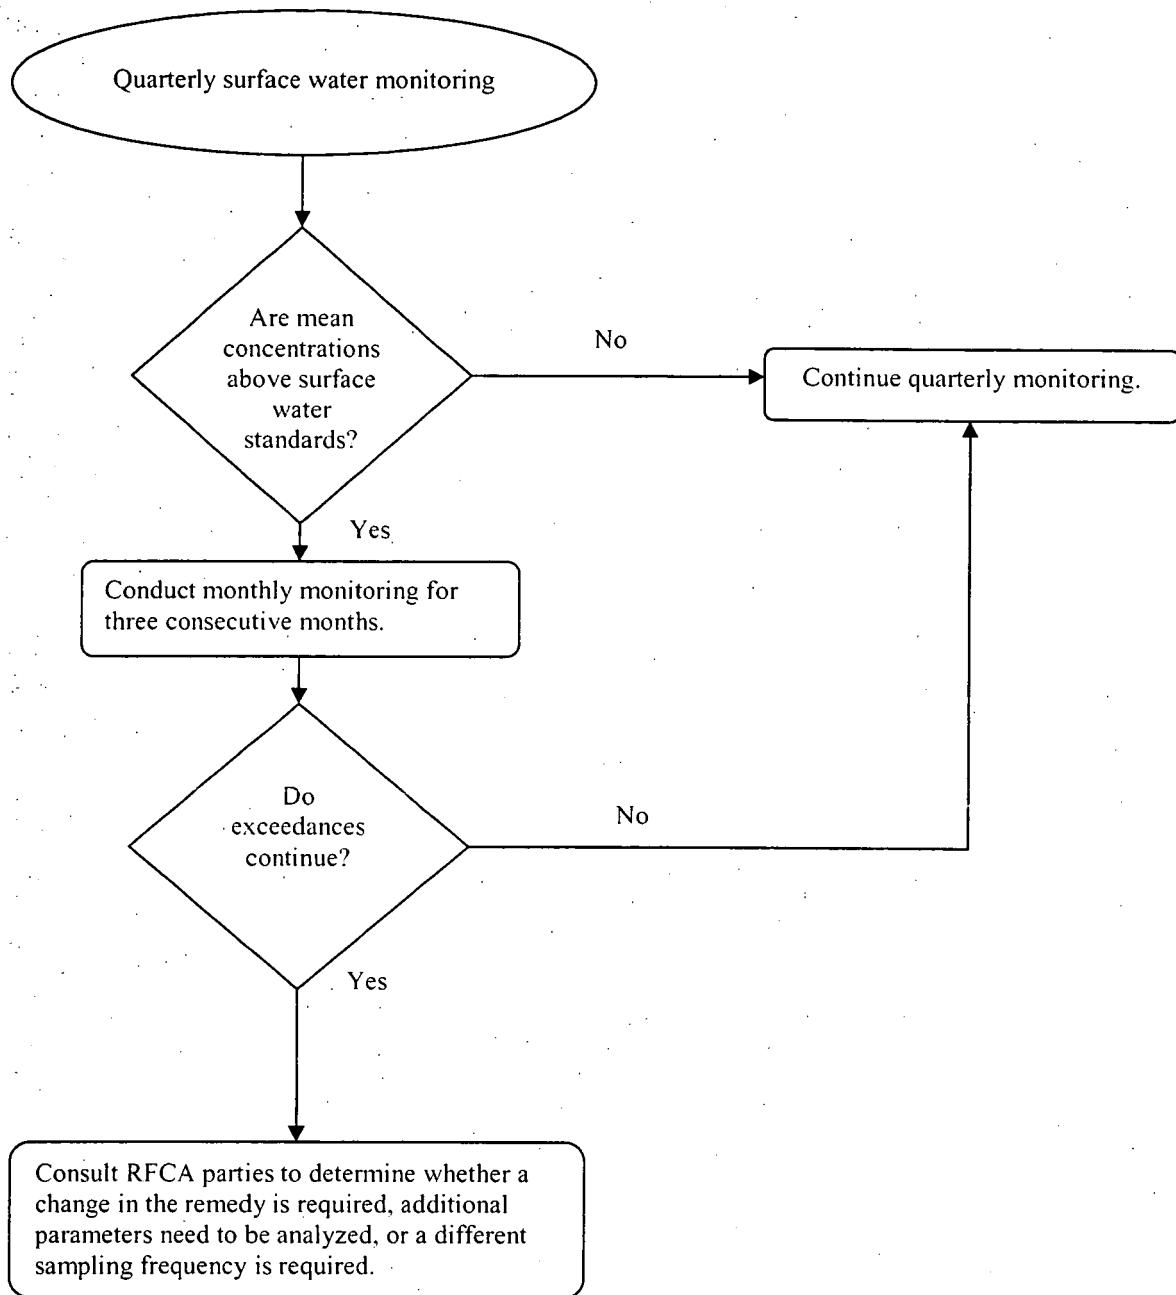 Quarterly surface water monitoring
Are mean
concentrations
above surface
water
standards?
No
Continue quarterly monitoring.
Yes
Conduct monthly monitoring for
three consecutive months.
Do
exceedances
continue?
No
Yes
Consult RFCA parties to determine whether a
change in the remedy is required, additional
parameters need to be analyzed, or a different
sampling frequency is required.